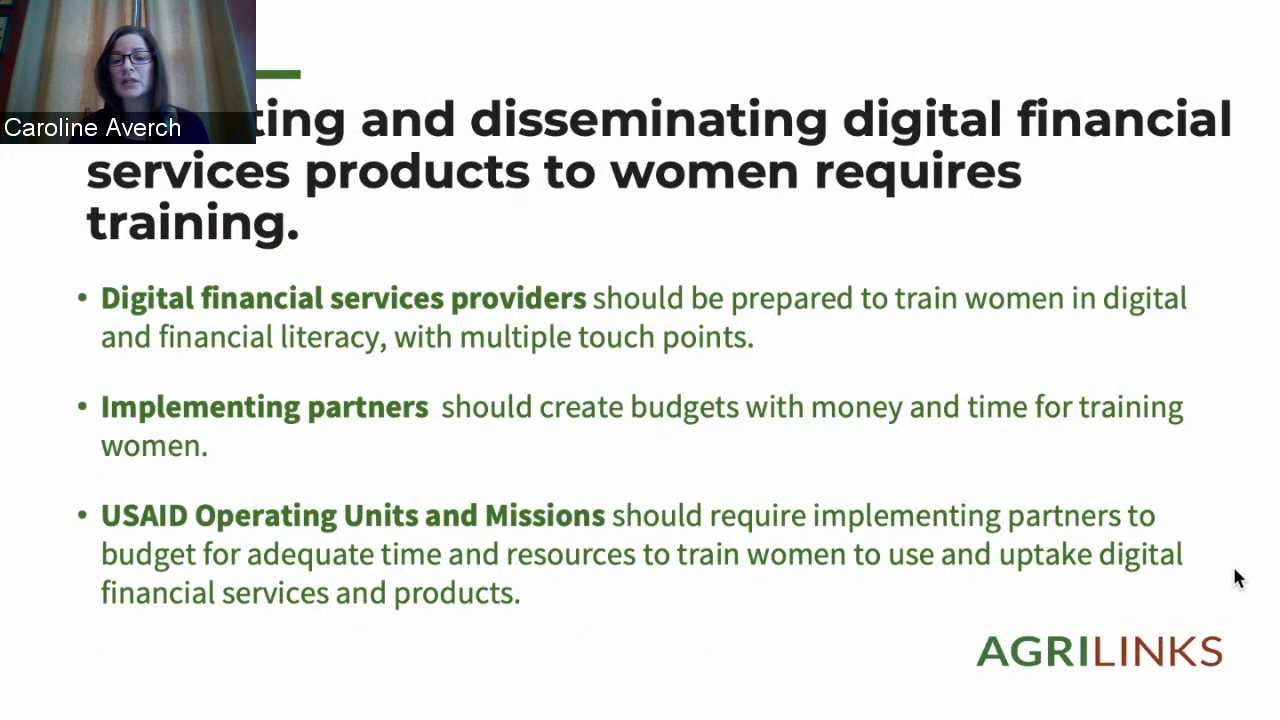 Caroline Averch
ting and disseminating digital financial
services products to women requires
training.
• Digital financial services providers should be prepared to train women in digital
and financial literacy, with multiple touch points.
• Implementing partners should create budgets with money and time for training
women.
• USAID Operating Units and Missions should require implementing partners to
budget for adequate time and resources to train women to use and uptake digital
financial services and products.
AGRILINKS